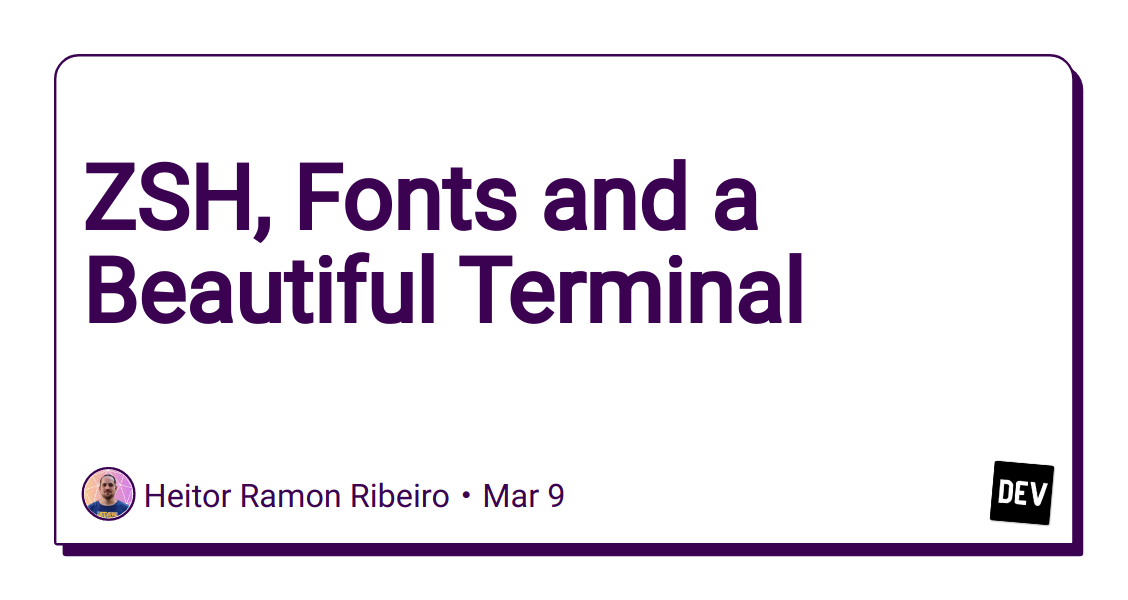 ZSH, Fonts and a
Beautiful Terminal
Heitor Ramon Ribeiro • Mar 9
DEV